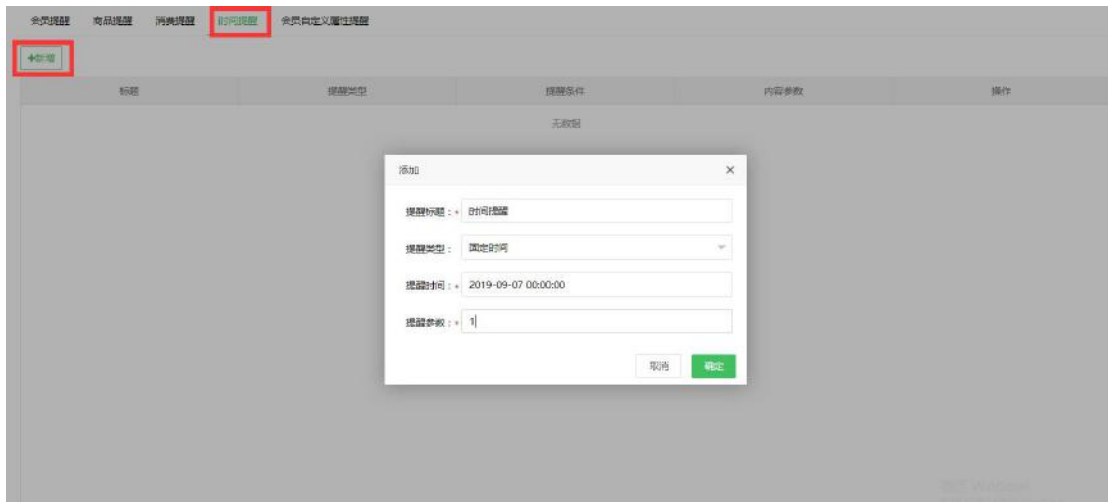 会员提醒 商品提醒 消费提醒 时间提醒 会员自定义属性提醒
+新增
标题 提醒类型 提醒条件 内容参数 操作
无数据
添加 ×
提醒标题：* 时间提醒
提醒类型： 固定时间
提醒时间：* 2019-09-07 00:00:00
提醒参数：* 1
取消 确定